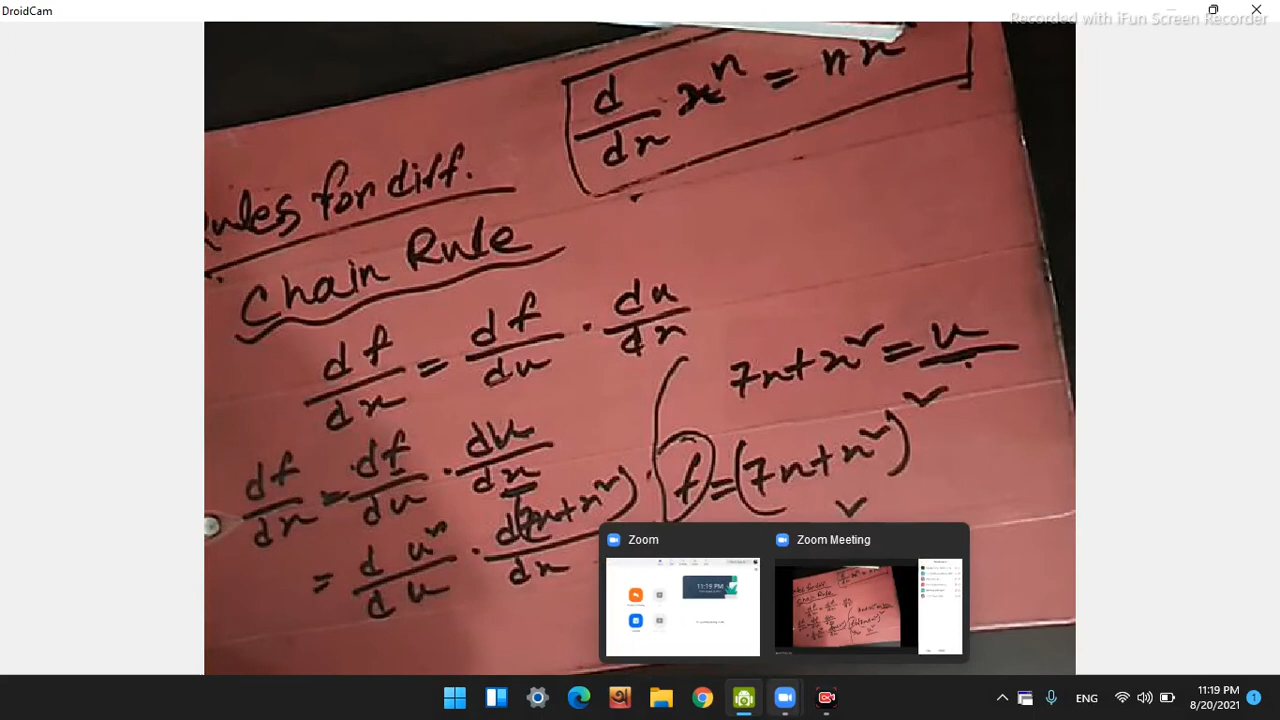 DroidCam
Recorded with iFun Screen Recorder
d/dx x^n = nx
Rules for diff.
Chain Rule
df/dx = df/du · du/dx
7x+x² = u
df/dx = df/du · du/dx
f = (7x+x²)²
= d/du u² · d(7x+x²)/dx
Zoom
Zoom Meeting
11:19 PM
ENG
8/20/2021
1